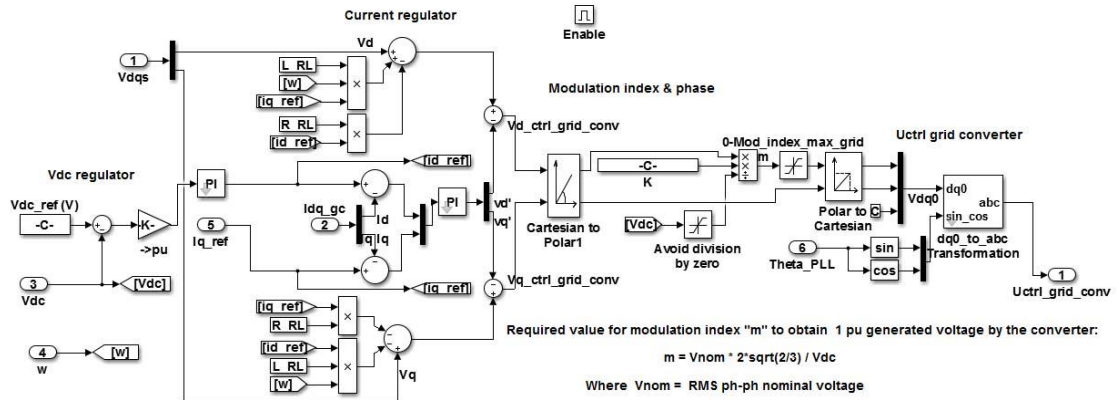 Current regulator
Enable
Vd
1
Vdqs
L_RL
[w]
[iq_ref]
×
R_RL
[id_ref]
×
Modulation index & phase
Vd_ctrl_grid_conv
Uctrl grid converter
0-Mod_index_max_grid
m
Vdc regulator
Vdc_ref (V)
-C-
-K-
->pu
PI
[id_ref]
5
Iq_ref
Idq_gc
2
Id
Iq
Iq
PI
vd'
vq'
[iq_ref]
Cartesian to
Polar1
-C-
K
×
×
÷
[Vdc]
Avoid division
by zero
Polar to
Cartesian
C
Vdq0
dq0
abc
sin_cos
dq0_to_abc
Transformation
6
Theta_PLL
sin
cos
1
Uctrl_grid_conv
3
Vdc
[Vdc]
4
w
[w]
Vq_ctrl_grid_conv
[iq_ref]
R_RL
×
[id_ref]
L_RL
[w]
×
Vq
Required value for modulation index "m" to obtain 1 pu generated voltage by the converter:
m = Vnom * 2*sqrt(2/3) / Vdc
Where Vnom = RMS ph-ph nominal voltage